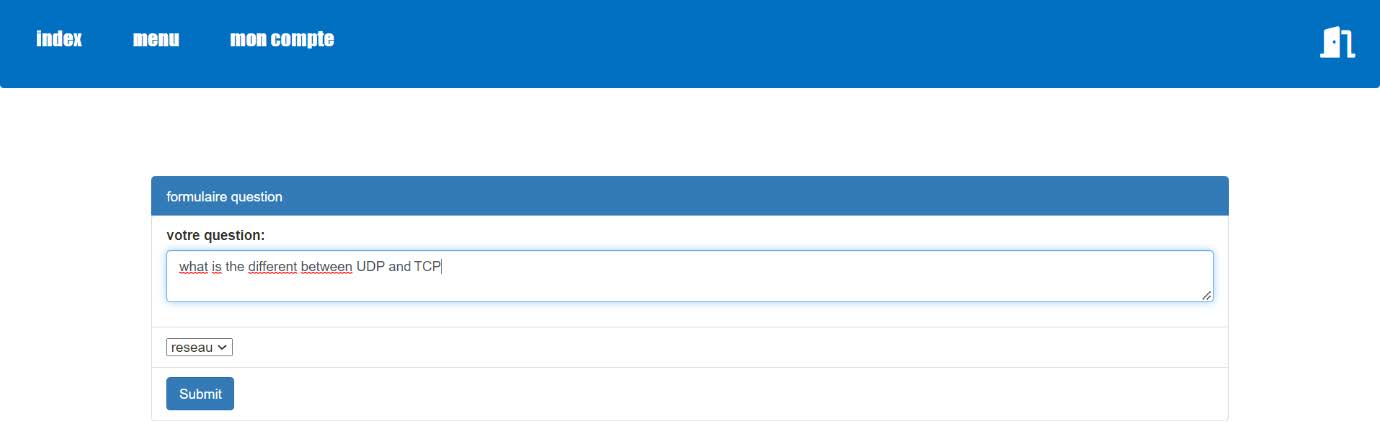 index menu mon compte
formulaire question
votre question:
what is the different between UDP and TCP
reseau
Submit